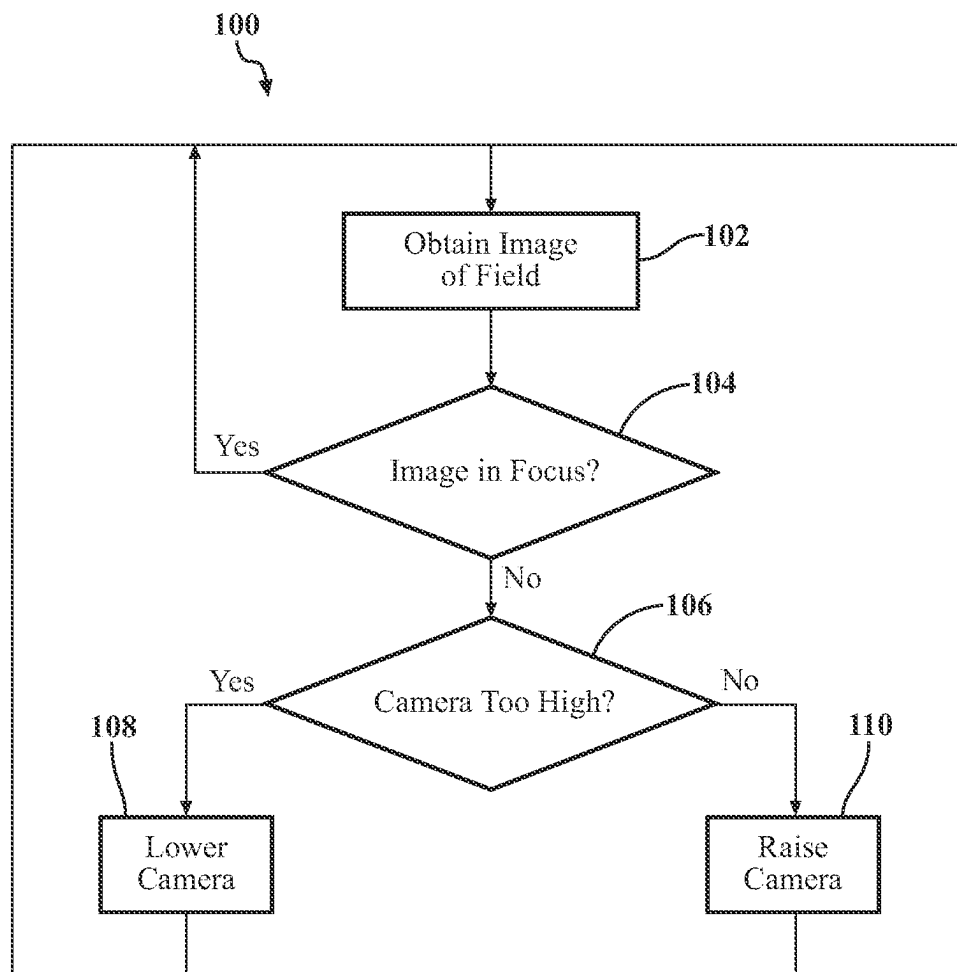 100
Obtain Image
of Field
102
104
Yes
Image in Focus?
No
106
Yes
Camera Too High?
No
108
110
Lower
Camera
Raise
Camera